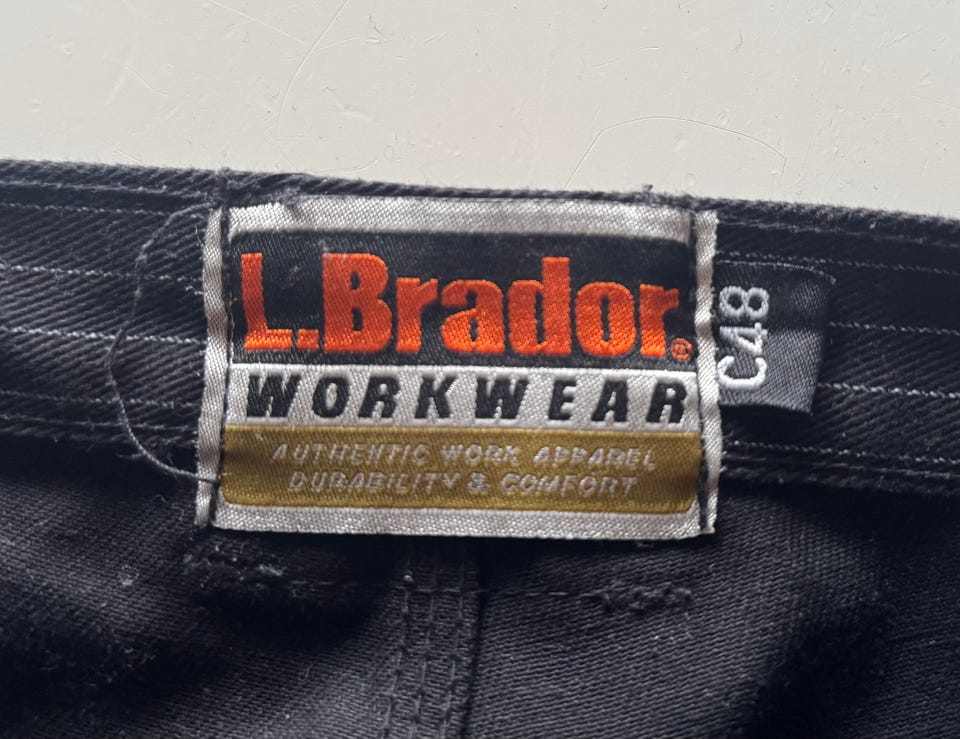 L.Brador®
WORKWEAR
AUTHENTIC WORK APPAREL
DURABILITY & COMFORT
C48